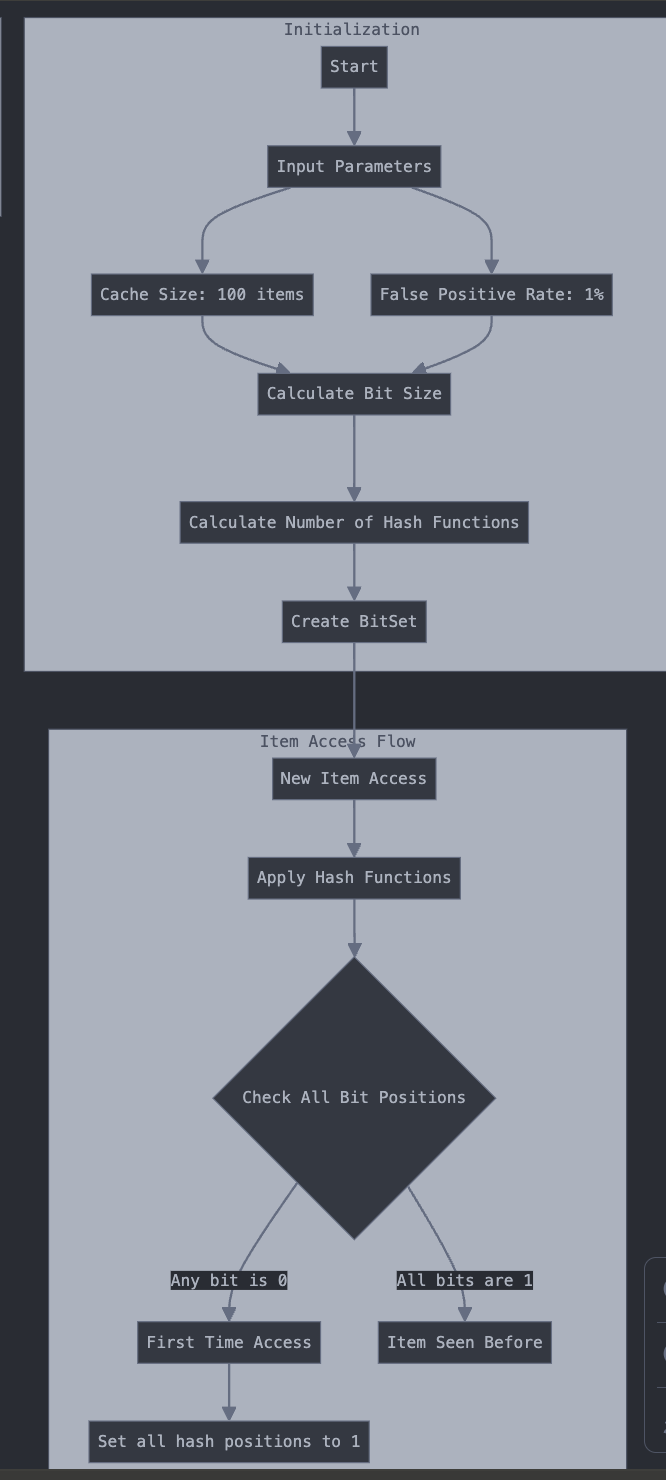 Initialization
Start
Input Parameters
Cache Size: 100 items
False Positive Rate: 1%
Calculate Bit Size
Calculate Number of Hash Functions
Create BitSet
Item Access Flow
New Item Access
Apply Hash Functions
Check All Bit Positions
Any bit is 0
All bits are 1
First Time Access
Item Seen Before
Set all hash positions to 1